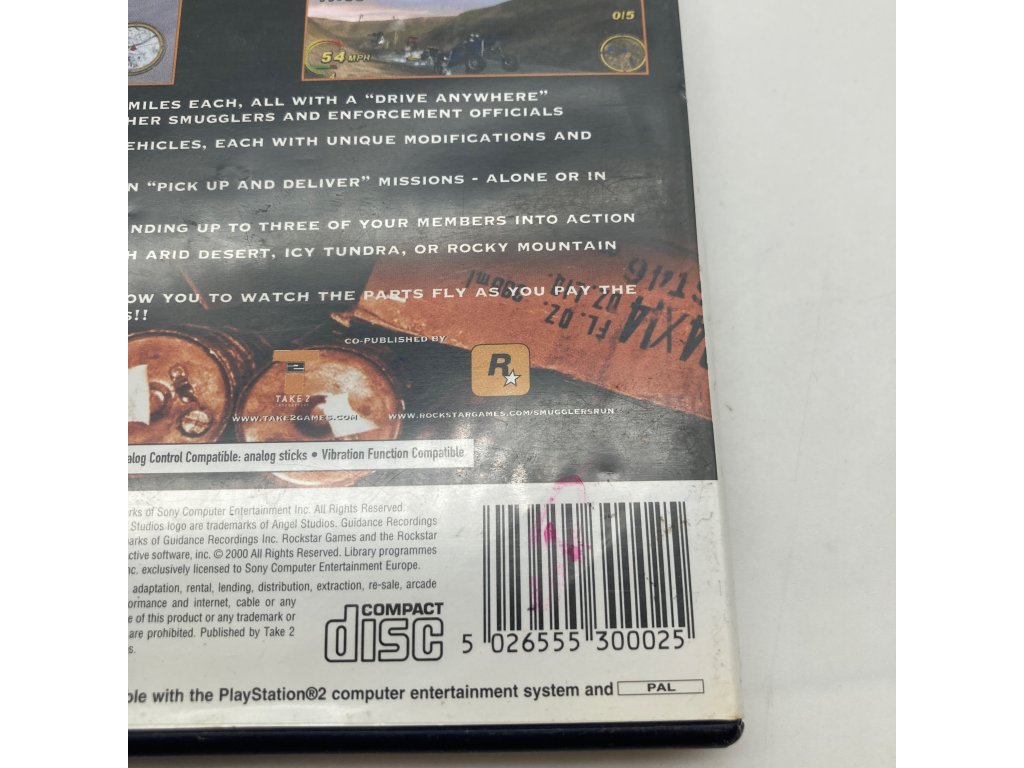 0/5
54 MPH
4
MILES EACH, ALL WITH A “DRIVE ANYWHERE”
HER SMUGGLERS AND ENFORCEMENT OFFICIALS
EHICLES, EACH WITH UNIQUE MODIFICATIONS AND
N “PICK UP AND DELIVER” MISSIONS - ALONE OR IN
NDING UP TO THREE OF YOUR MEMBERS INTO ACTION
H ARID DESERT, ICY TUNDRA, OR ROCKY MOUNTAIN
OW YOU TO WATCH THE PARTS FLY AS YOU PAY THE
S!!
FL. OZ.
4X14
CO-PUBLISHED BY
T2
R
TAKE 2
INTERACTIVE
WWW.TAKE2GAMES.COM
WWW.ROCKSTARGAMES.COM/SMUGGLERSRUN
alog Control Compatible: analog sticks • Vibration Function Compatible
rks of Sony Computer Entertainment Inc. All Rights Reserved.
Studios logo are trademarks of Angel Studios. Guidance Recordings
arks of Guidance Recordings Inc. Rockstar Games and the Rockstar
ctive software, inc. © 2000 All Rights Reserved. Library programmes
nc. exclusively licensed to Sony Computer Entertainment Europe.
adaptation, rental, lending, distribution, extraction, re-sale, arcade
ormance and internet, cable or any
e of this product or any trademark or
are prohibited. Published by Take 2
s.
COMPACT
disc
5 026555 300025
ble with the PlayStation®2 computer entertainment system and PAL